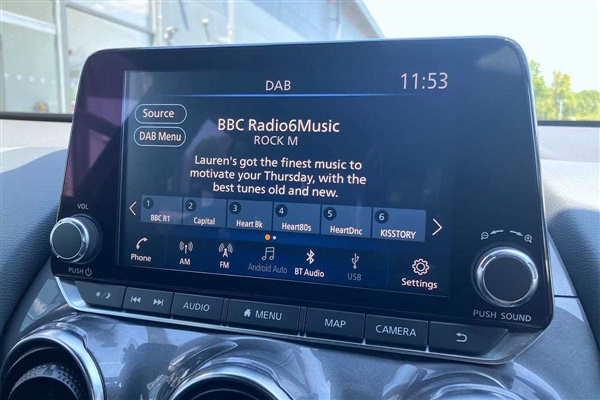 DAB
11:53
Source
DAB Menu
BBC Radio6Music
ROCK M
Lauren's got the finest music to
motivate your Thursday, with the
best tunes old and new.
1 2 3 4 5 6
BBC R1 Capital Heart Bk Heart80s HeartDnc KISSTORY
Phone AM FM Android Auto BT Audio USB Settings
VOL
PUSH
PUSH SOUND
AUDIO MENU MAP CAMERA